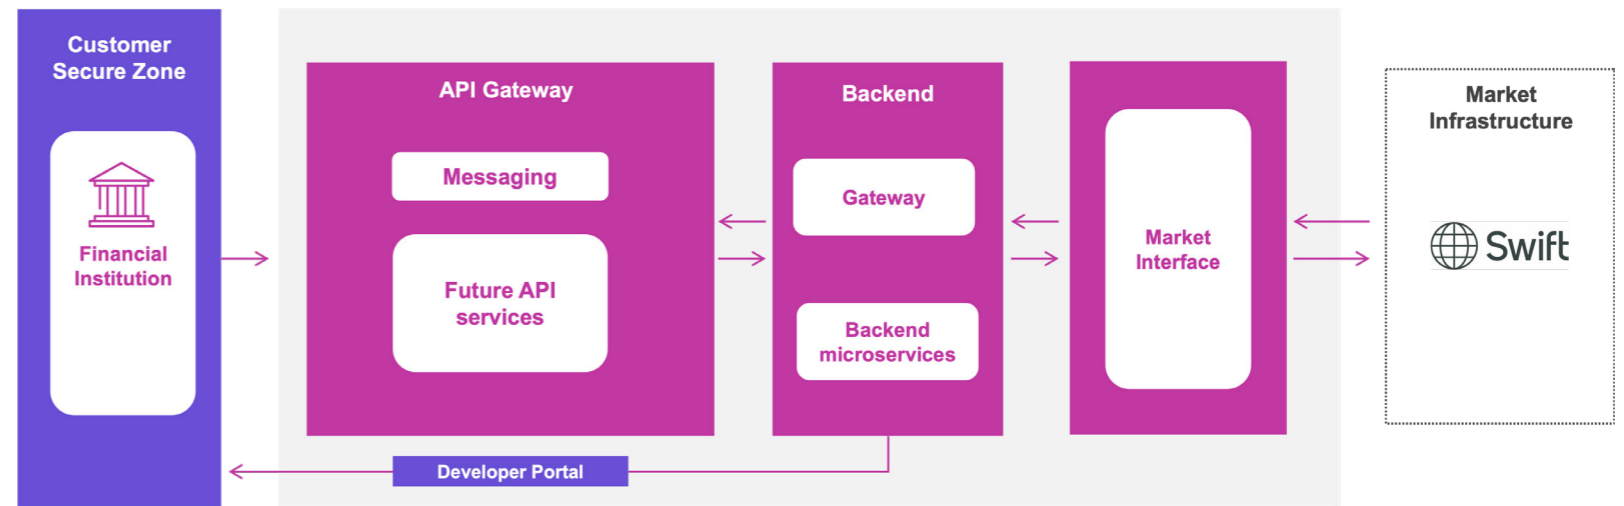 Customer
Secure Zone
Financial
Institution
API Gateway
Messaging
Future API
services
Backend
Gateway
Backend
microservices
Market
Interface
Market
Infrastructure
Swift
Developer Portal